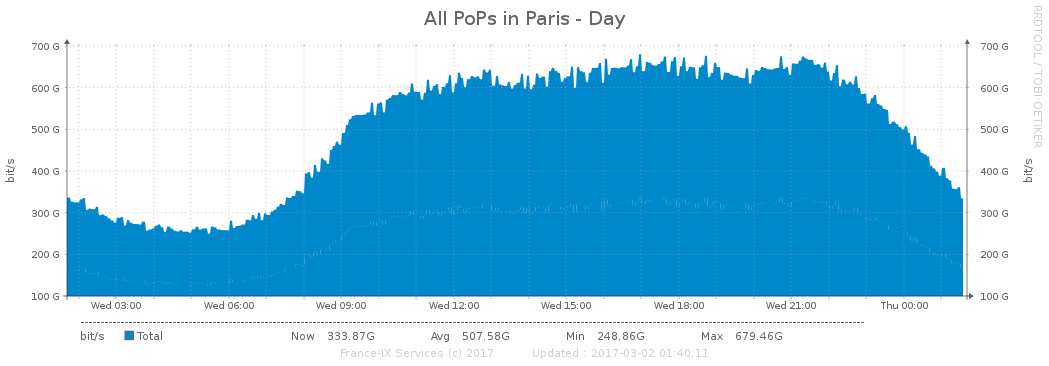 All PoPs in Paris - Day
RRDTOOL / TOBI OETIKER
bit/s
700 G
600 G
500 G
400 G
300 G
200 G
100 G
700 G
600 G
500 G
400 G
300 G
200 G
100 G
bit/s
Wed 03:00 Wed 06:00 Wed 09:00 Wed 12:00 Wed 15:00 Wed 18:00 Wed 21:00 Thu 00:00
bit/s Total Now 333.87G Avg 507.58G Min 248.86G Max 679.46G
France-IX Services (c) 2017 Updated : 2017-03-02 01:40:11